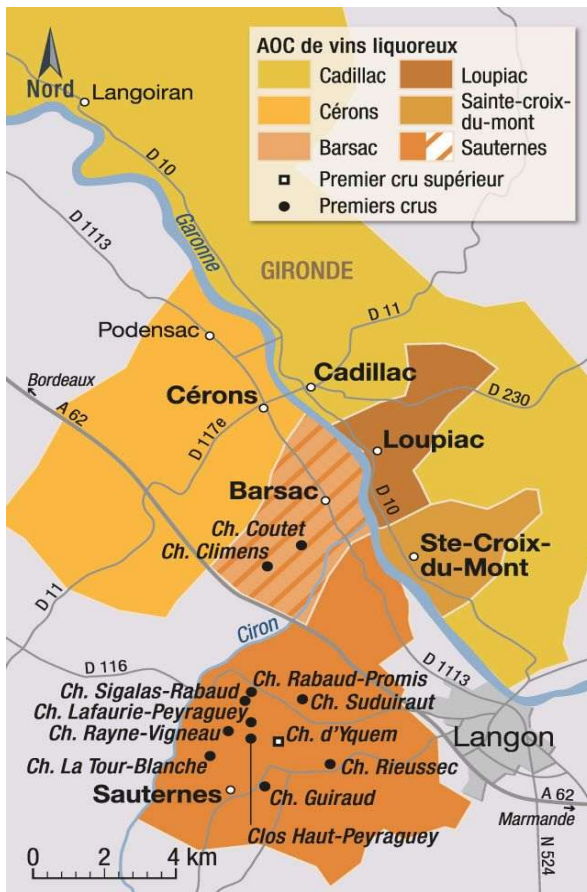 AOC de vins liquoreux
Cadillac
Loupiac
Cérons
Sainte-croix-
du-mont
Barsac
Sauternes
Premier cru supérieur
Premiers crus
Nord
Langoiran
D 10
D 1113
Garonne
GIRONDE
D 11
Podensac
Bordeaux
A 62
Cadillac
D 230
Cérons
D 117e
Loupiac
Barsac
D 10
Ch. Coutet
Ch. Climens
Ste-Croix-
du-Mont
D 11
Ciron
D 116
D 1113
Ch. Rabaud-Promis
Ch. Sigalas-Rabaud
Ch. Suduiraut
Ch. Lafaurie-Peyraguey
Ch. Rayne-Vigneau
Ch. d'Yquem
Langon
Ch. La Tour-Blanche
Ch. Rieussec
Sauternes
Ch. Guiraud
A 62
Marmande
Clos Haut-Peyraguey
N 524
0 2 4 km